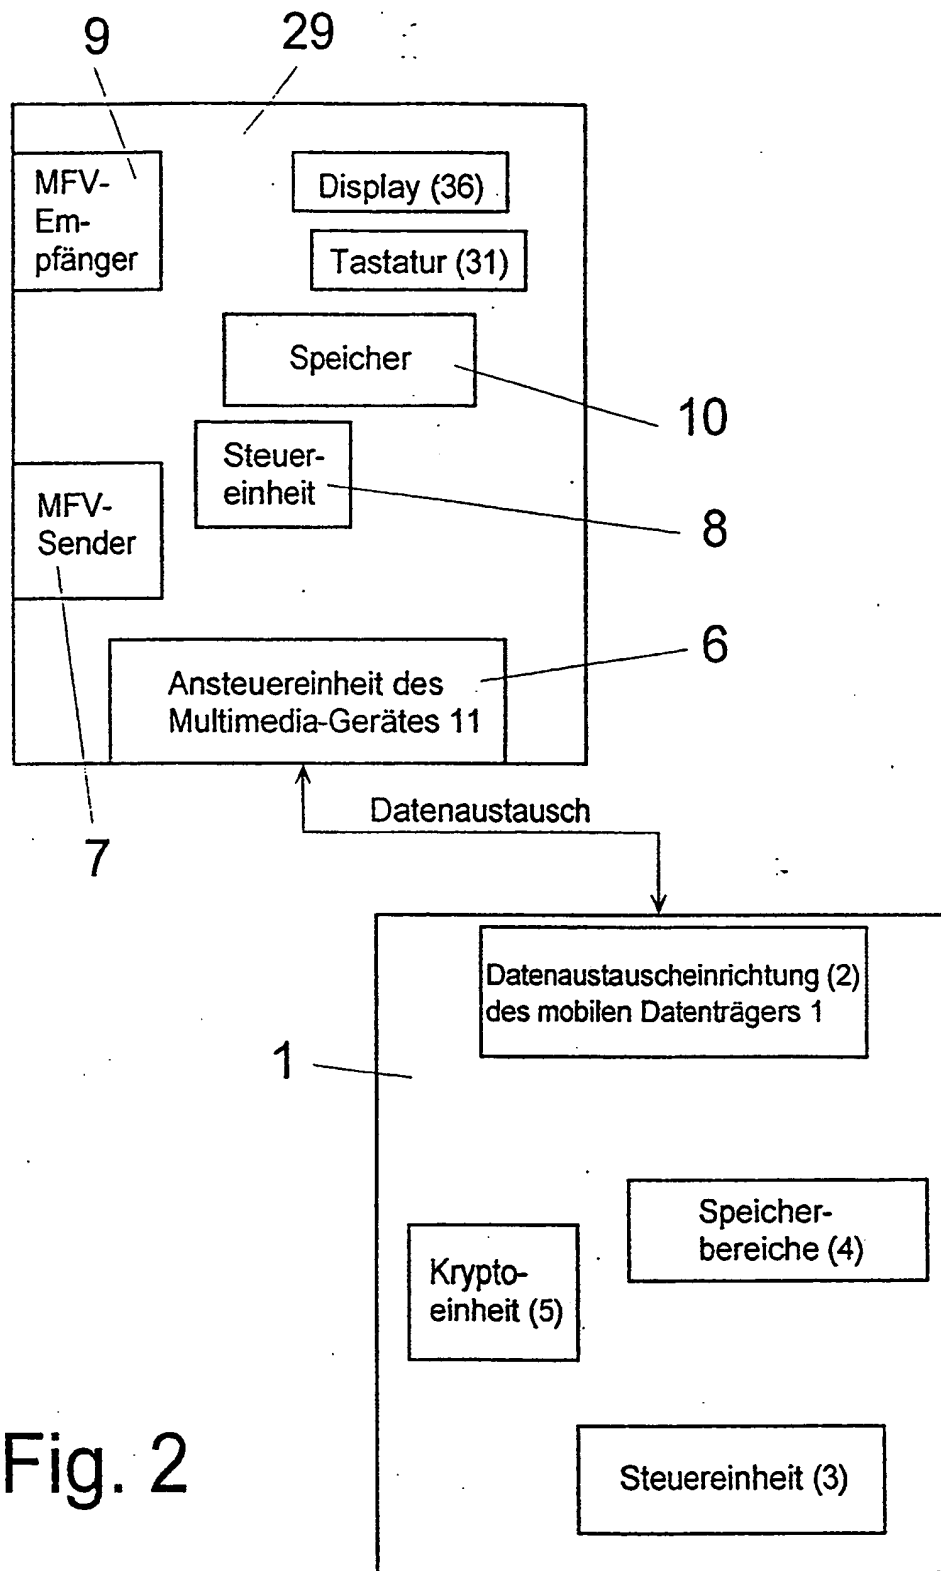 9
29
MFV-
Em-
pfänger
Display (36)
Tastatur (31)
Speicher
10
Steuer-
einheit
8
MFV-
Sender
6
Ansteuereinheit des
Multimedia-Gerätes 11
7
Datenaustausch
Datenaustauscheinrichtung (2)
des mobilen Datenträgers 1
1
Speicher-
bereiche (4)
Krypto-
einheit (5)
Steuereinheit (3)
Fig. 2